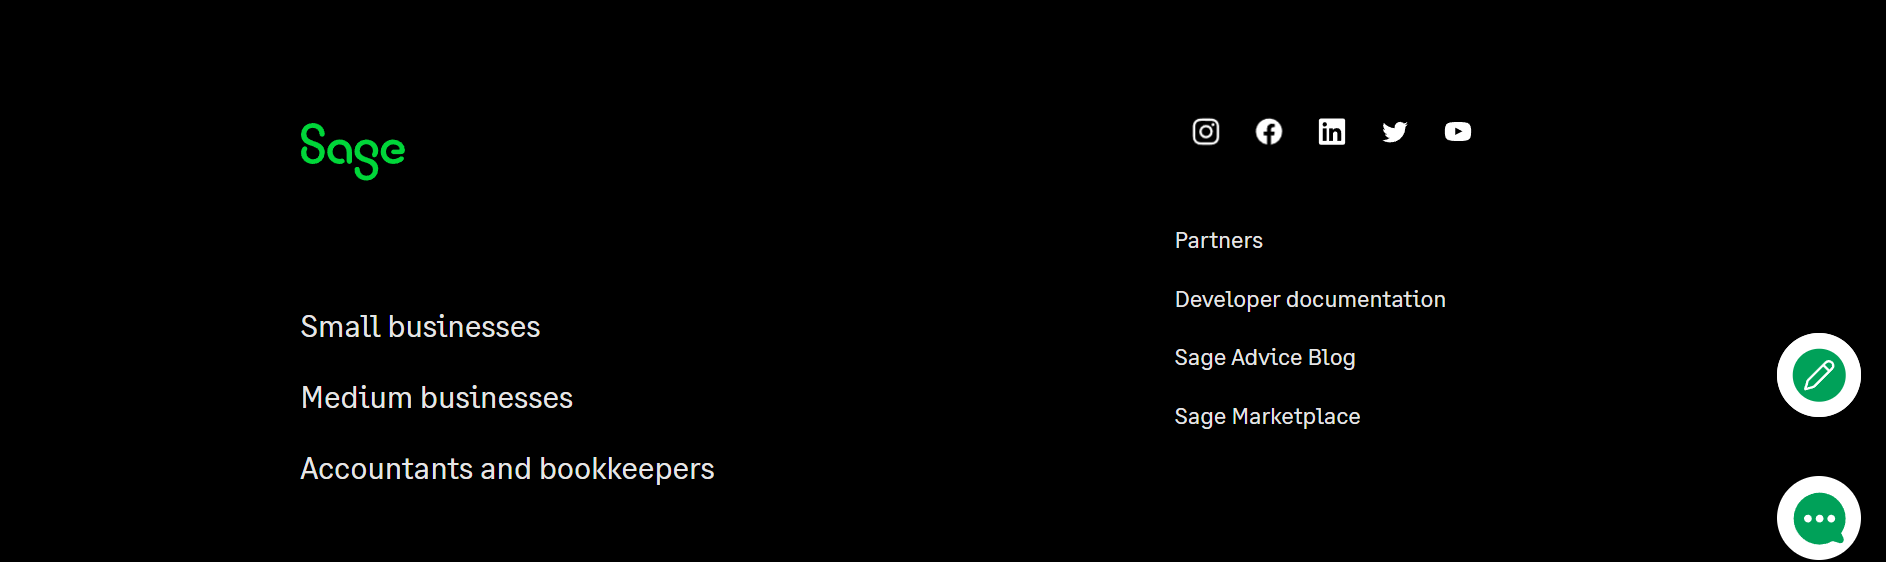 Sage
Small businesses
Medium businesses
Accountants and bookkeepers
Partners
Developer documentation
Sage Advice Blog
Sage Marketplace